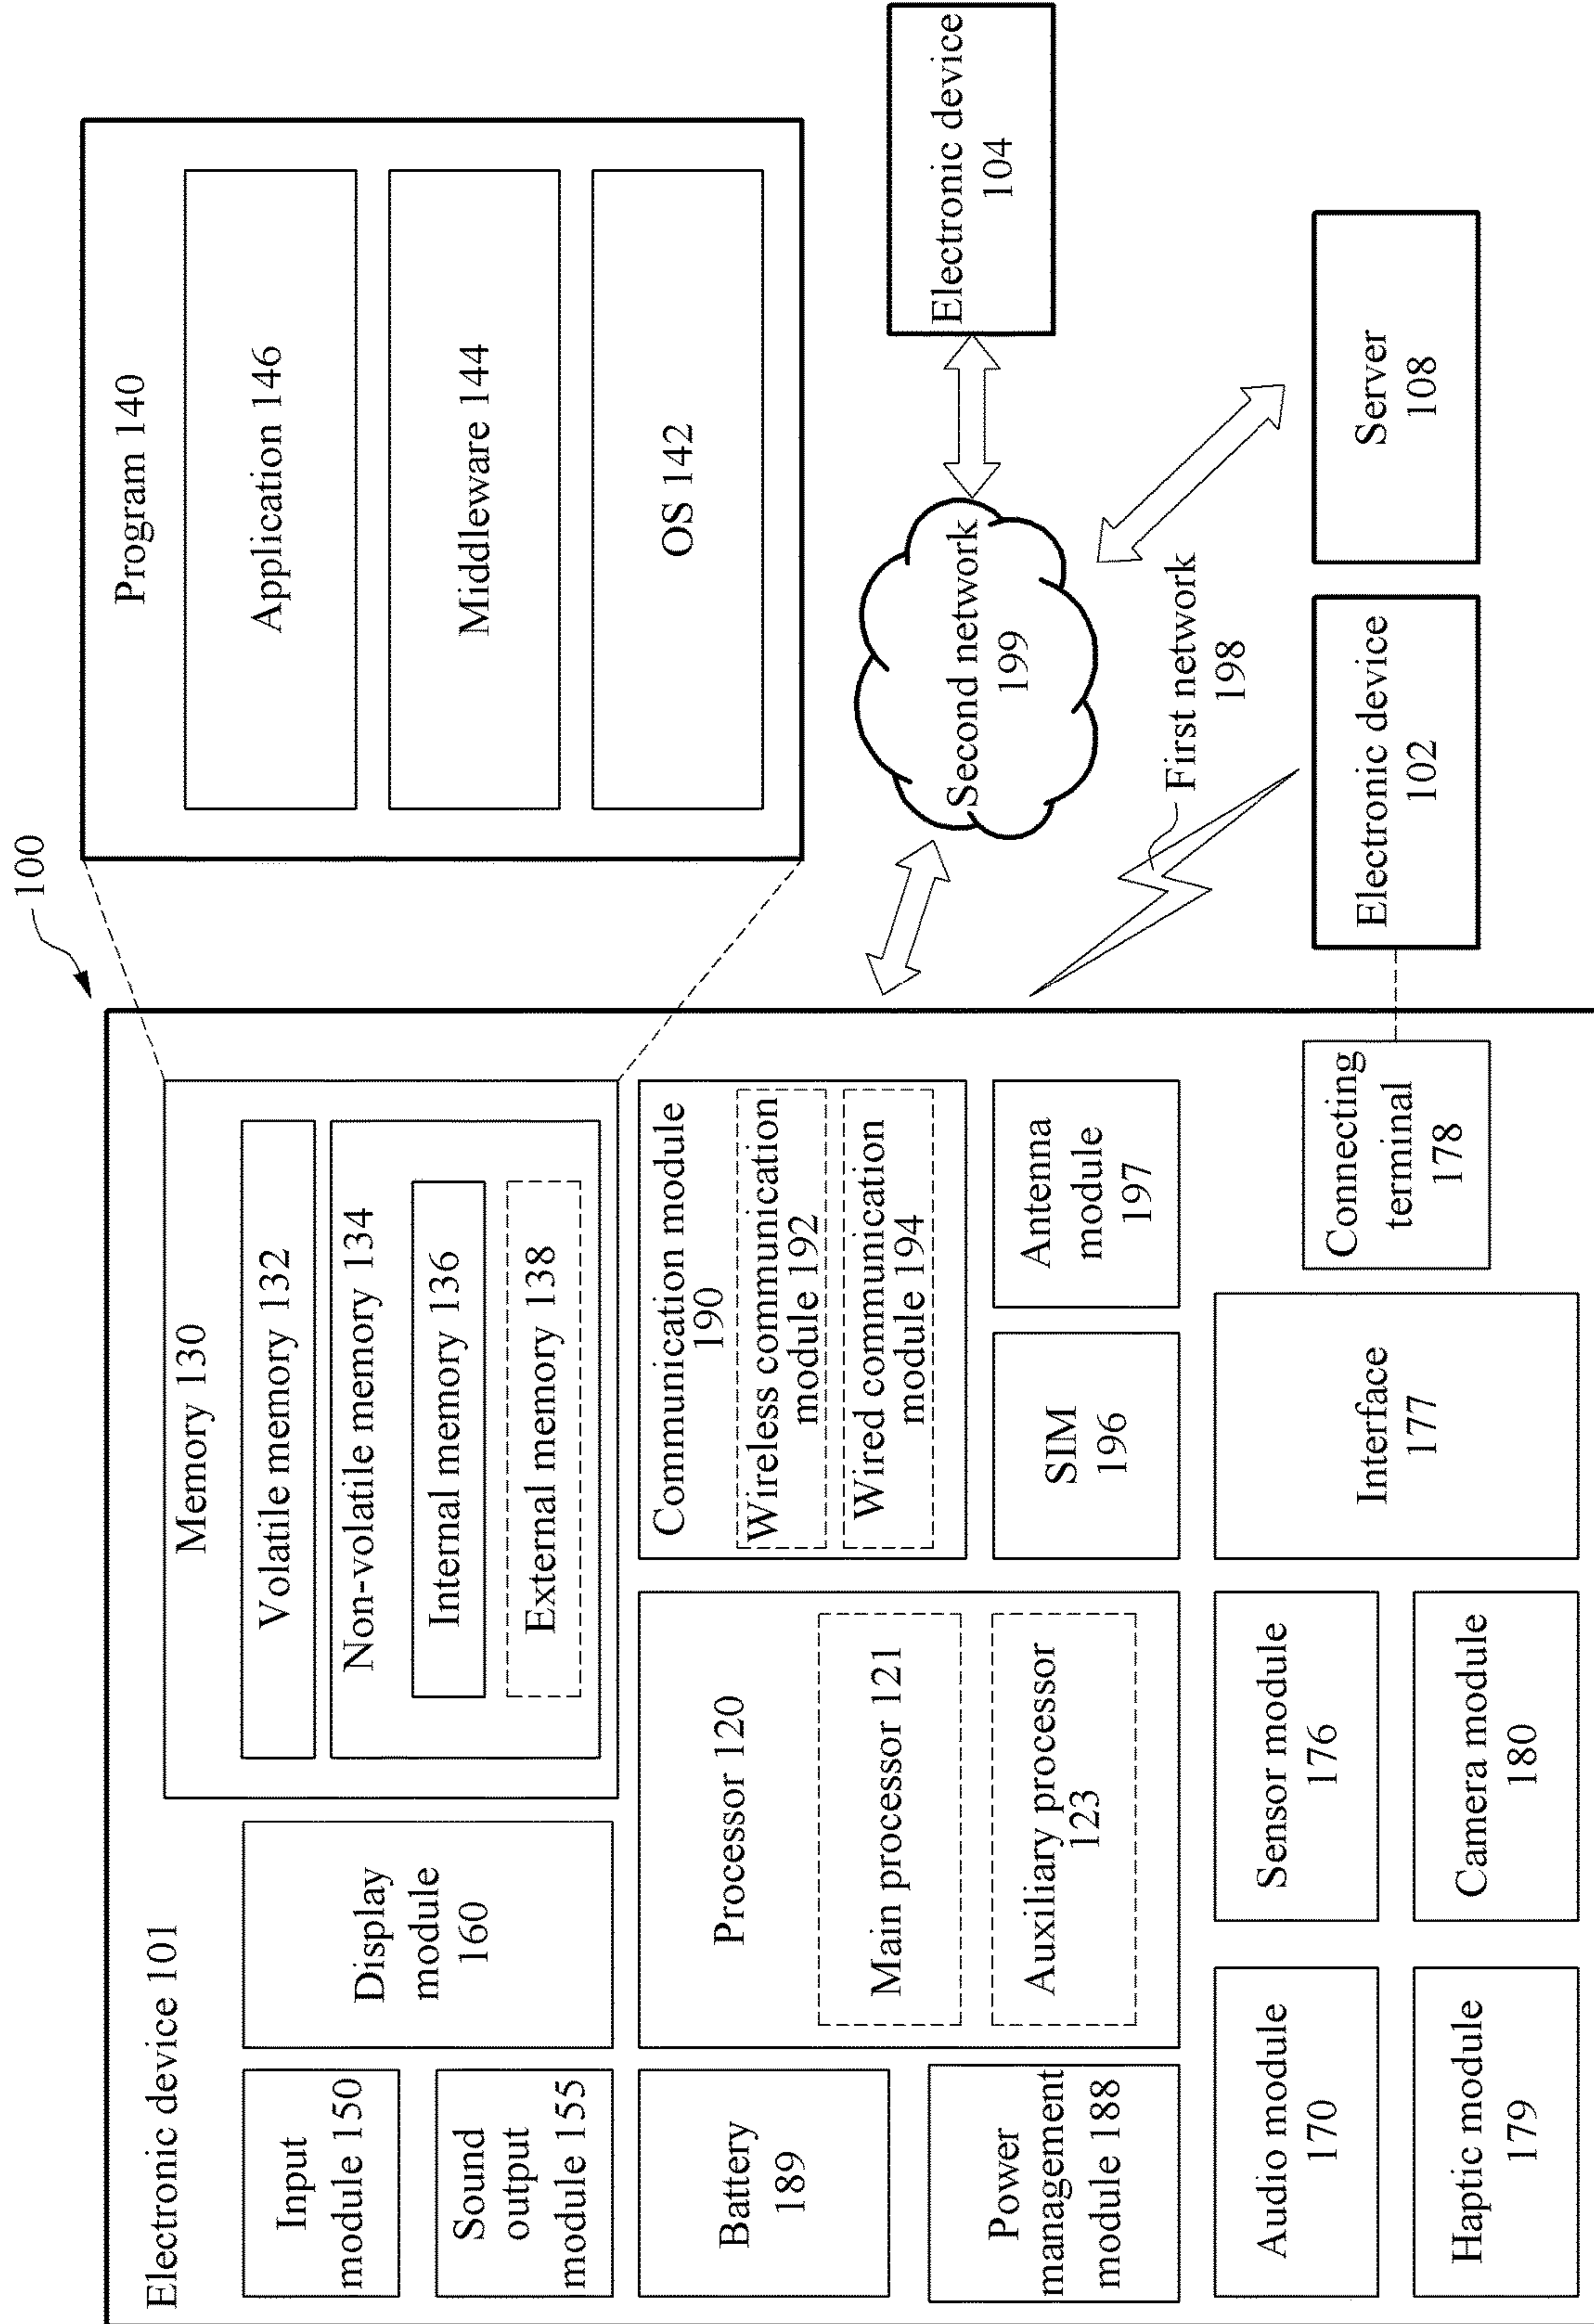 100
Electronic device 101
Input
module 150
Sound
output
module 155
Display
module
160
Memory 130
Volatile memory 132
Non-volatile memory 134
Internal memory 136
External memory 138
Program 140
Application 146
Middleware 144
OS 142
Battery
189
Power
management
module 188
Processor 120
Main processor 121
Auxiliary processor
123
Communication module
190
Wireless communication
module 192
Wired communication
module 194
SIM
196
Antenna
module
197
Second network
199
Electronic device
104
First network
198
Audio module
170
Sensor module
176
Interface
177
Connecting
terminal
178
Haptic module
179
Camera module
180
Electronic device
102
Server
108